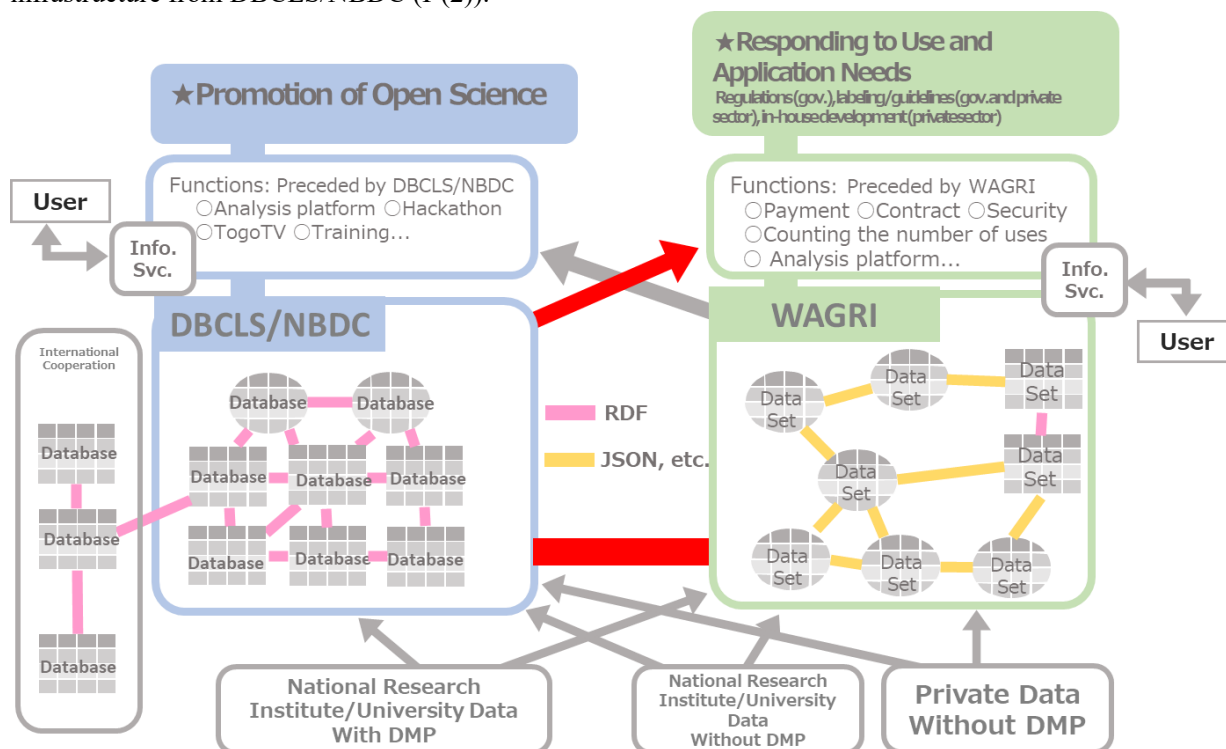 infrastructure from DBCLS/NBDC (I (2)).
★Promotion of Open Science
★Responding to Use and
Application Needs
Regulations (gov.), labeling/guidelines (gov. and private
sector), in-house development (private sector)
Functions: Preceded by DBCLS/NBDC
○Analysis platform ○Hackathon
○TogoTV ○Training...
Functions: Preceded by WAGRI
○Payment ○Contract ○Security
○Counting the number of uses
○ Analysis platform...
User
Info.
Svc.
Info.
Svc.
User
DBCLS/NBDC
WAGRI
International
Cooperation
Database
Database
Database
Database
Database
Database
Database
Database
Database
Database
Database
RDF
JSON, etc.
Data
Set
Data
Set
Data
Set
Data
Set
Data
Set
Data
Set
Data
Set
Data
Set
National Research
Institute/University Data
With DMP
National Research
Institute/University
Data
Without DMP
Private Data
Without DMP